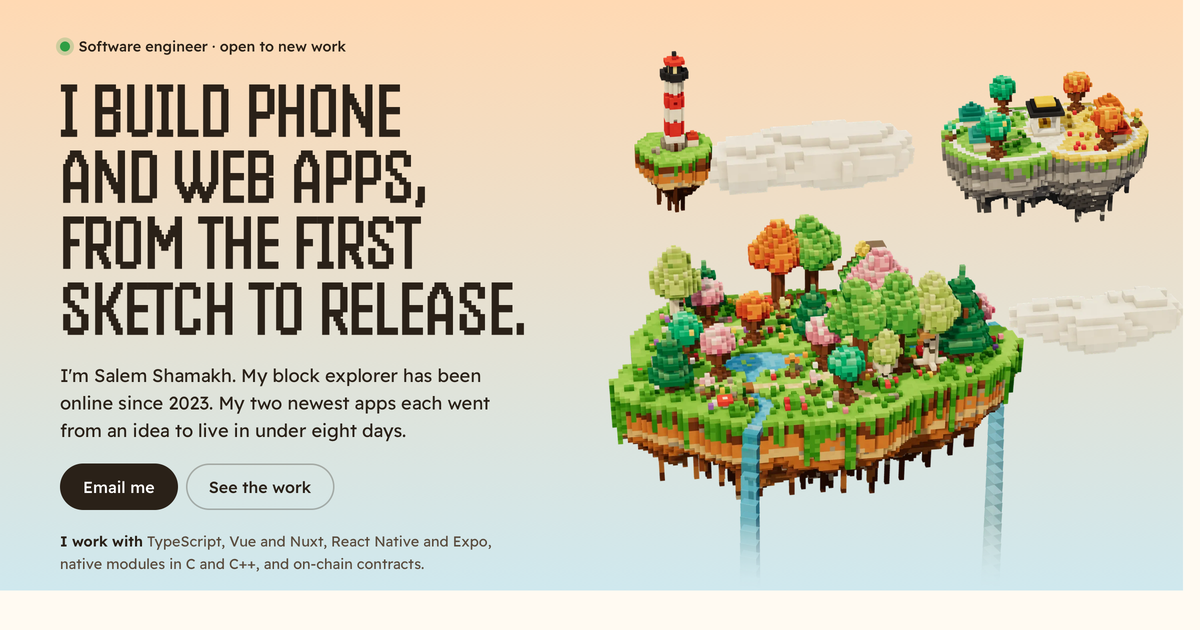 Software engineer · open to new work
I BUILD PHONE
AND WEB APPS,
FROM THE FIRST
SKETCH TO RELEASE.
I'm Salem Shamakh. My block explorer has been
online since 2023. My two newest apps each went
from an idea to live in under eight days.
Email me
See the work
I work with TypeScript, Vue and Nuxt, React Native and Expo,
native modules in C and C++, and on-chain contracts.